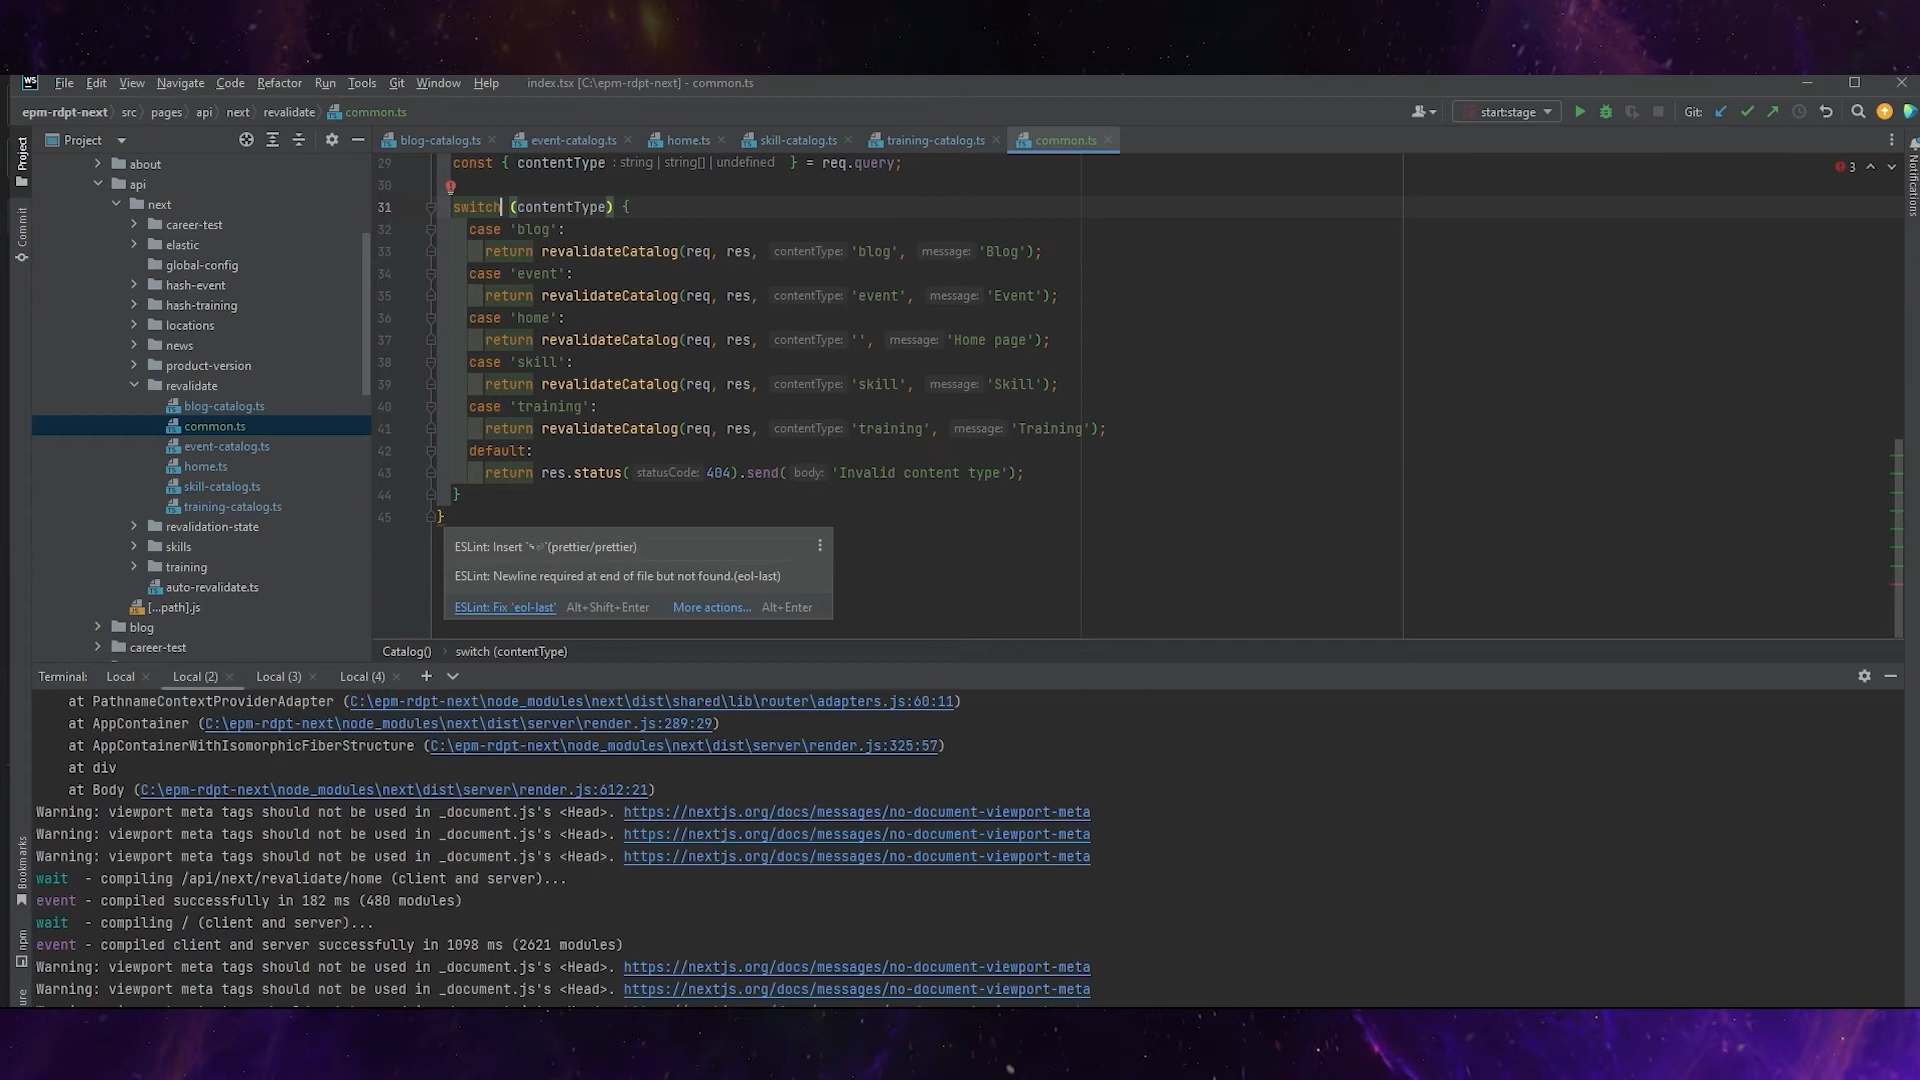 WS File Edit View Navigate Code Refactor Run Tools Git Window Help index.tsx [C:\epm-rdpt-next] - common.ts
epm-rdpt-next src pages api next revalidate common.ts start:stage Git:
Project blog-catalog.ts event-catalog.ts home.ts skill-catalog.ts training-catalog.ts common.ts
Project
Commit
Bookmarks
npm
Notifications
about
api
next
career-test
elastic
global-config
hash-event
hash-training
locations
news
product-version
revalidate
blog-catalog.ts
common.ts
event-catalog.ts
home.ts
skill-catalog.ts
training-catalog.ts
revalidation-state
skills
training
auto-revalidate.ts
[...path].js
blog
career-test
3
29 const { contentType : string | string[] | undefined } = req.query;
30
31 switch (contentType) {
32 case 'blog':
33 return revalidateCatalog(req, res, contentType: 'blog', message: 'Blog');
34 case 'event':
35 return revalidateCatalog(req, res, contentType: 'event', message: 'Event');
36 case 'home':
37 return revalidateCatalog(req, res, contentType: '', message: 'Home page');
38 case 'skill':
39 return revalidateCatalog(req, res, contentType: 'skill', message: 'Skill');
40 case 'training':
41 return revalidateCatalog(req, res, contentType: 'training', message: 'Training');
42 default:
43 return res.status( statusCode: 404).send( body: 'Invalid content type');
44 }
45 }
ESLint: Insert `␍⏎`(prettier/prettier)
ESLint: Newline required at end of file but not found.(eol-last)
ESLint: Fix 'eol-last' Alt+Shift+Enter More actions... Alt+Enter
Catalog() switch (contentType)
Terminal: Local Local (2) Local (3) Local (4)
at PathnameContextProviderAdapter (C:\epm-rdpt-next\node_modules\next\dist\shared\lib\router\adapters.js:60:11)
at AppContainer (C:\epm-rdpt-next\node_modules\next\dist\server\render.js:289:29)
at AppContainerWithIsomorphicFiberStructure (C:\epm-rdpt-next\node_modules\next\dist\server\render.js:325:57)
at div
at Body (C:\epm-rdpt-next\node_modules\next\dist\server\render.js:612:21)
Warning: viewport meta tags should not be used in _document.js's <Head>. https://nextjs.org/docs/messages/no-document-viewport-meta
Warning: viewport meta tags should not be used in _document.js's <Head>. https://nextjs.org/docs/messages/no-document-viewport-meta
Warning: viewport meta tags should not be used in _document.js's <Head>. https://nextjs.org/docs/messages/no-document-viewport-meta
wait - compiling /api/next/revalidate/home (client and server)...
event - compiled successfully in 182 ms (480 modules)
wait - compiling / (client and server)...
event - compiled client and server successfully in 1098 ms (2621 modules)
Warning: viewport meta tags should not be used in _document.js's <Head>. https://nextjs.org/docs/messages/no-document-viewport-meta
Warning: viewport meta tags should not be used in _document.js's <Head>. https://nextjs.org/docs/messages/no-document-viewport-meta